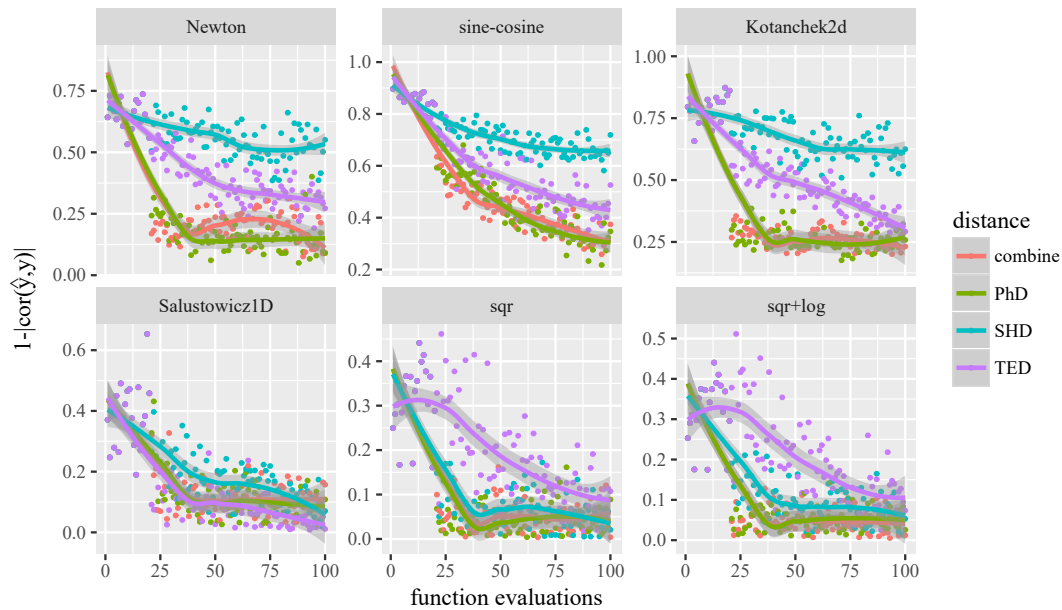 Newton
sine-cosine
Kotanchek2d
0.75
0.50
0.25
0.00
1.0
0.8
0.6
0.4
0.2
1.00
0.75
0.50
0.25
Salustowicz1D
sqr
sqr+log
0.6
0.4
0.2
0.0
0.4
0.3
0.2
0.1
0.0
0.5
0.4
0.3
0.2
0.1
0.0
0 25 50 75 100
0 25 50 75 100
0 25 50 75 100
function evaluations
1-|cor(ŷ,y)|
distance
combine
PhD
SHD
TED